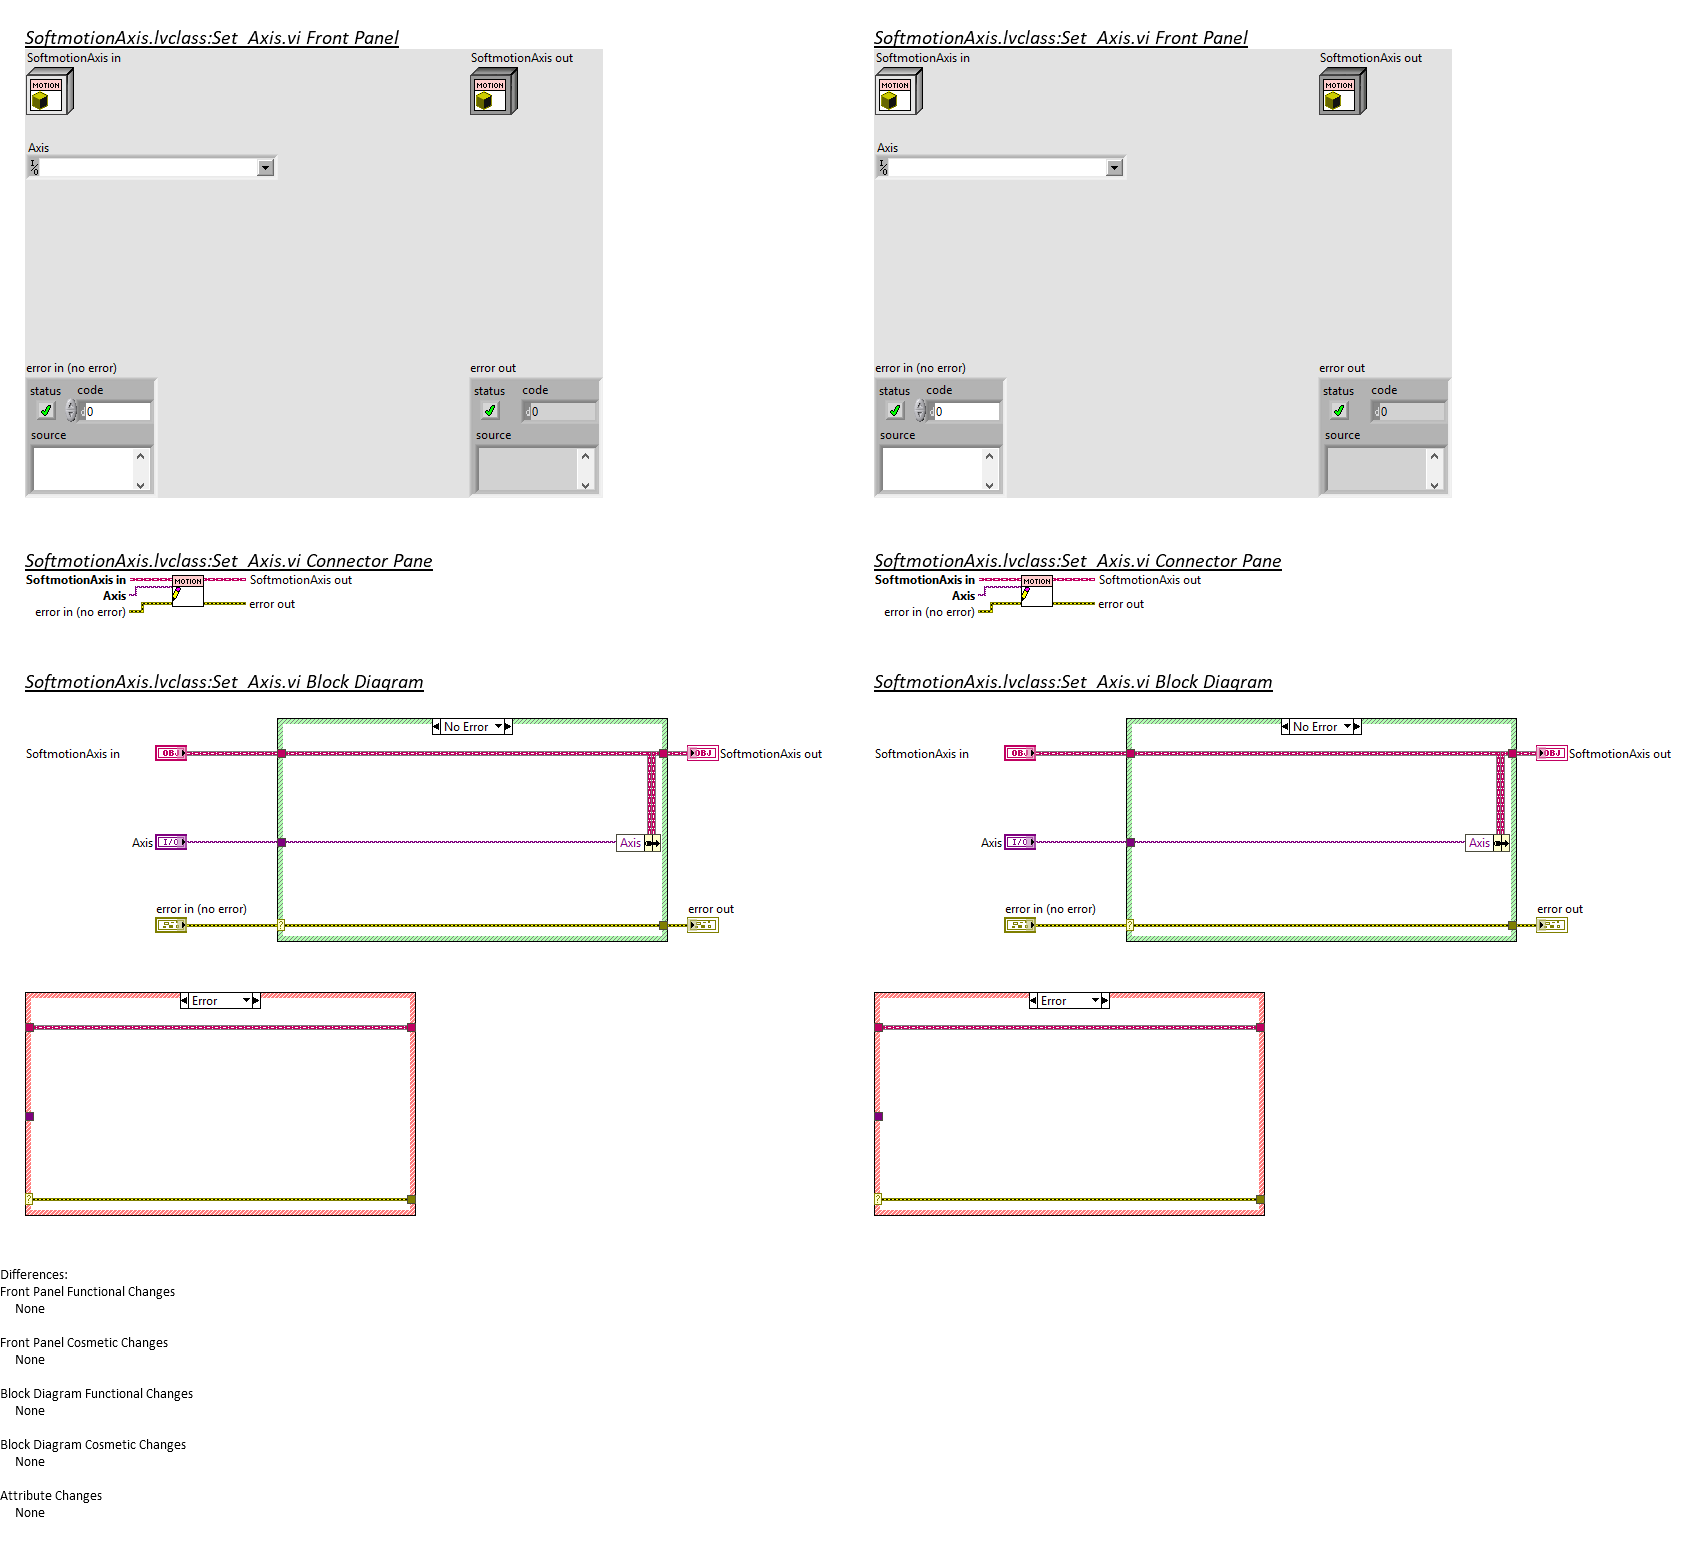 SoftmotionAxis.lvclass:Set_Axis.vi Front Panel
SoftmotionAxis in
SoftmotionAxis out
MOTION
MOTION
Axis
I/O
error in (no error)
error out
status code
status code
d 0
d 0
source
source
SoftmotionAxis.lvclass:Set_Axis.vi Connector Pane
SoftmotionAxis in
MOTION
SoftmotionAxis out
Axis
error in (no error)
error out
SoftmotionAxis.lvclass:Set_Axis.vi Block Diagram
No Error
SoftmotionAxis in
OBJ
OBJ
SoftmotionAxis out
Axis
I/O
Axis
error in (no error)
error out
?
Error
?
SoftmotionAxis.lvclass:Set_Axis.vi Front Panel
SoftmotionAxis in
SoftmotionAxis out
MOTION
MOTION
Axis
I/O
error in (no error)
error out
status code
status code
d 0
d 0
source
source
SoftmotionAxis.lvclass:Set_Axis.vi Connector Pane
SoftmotionAxis in
MOTION
SoftmotionAxis out
Axis
error in (no error)
error out
SoftmotionAxis.lvclass:Set_Axis.vi Block Diagram
No Error
SoftmotionAxis in
OBJ
OBJ
SoftmotionAxis out
Axis
I/O
Axis
error in (no error)
error out
?
Error
?
Differences:
Front Panel Functional Changes
None
Front Panel Cosmetic Changes
None
Block Diagram Functional Changes
None
Block Diagram Cosmetic Changes
None
Attribute Changes
None